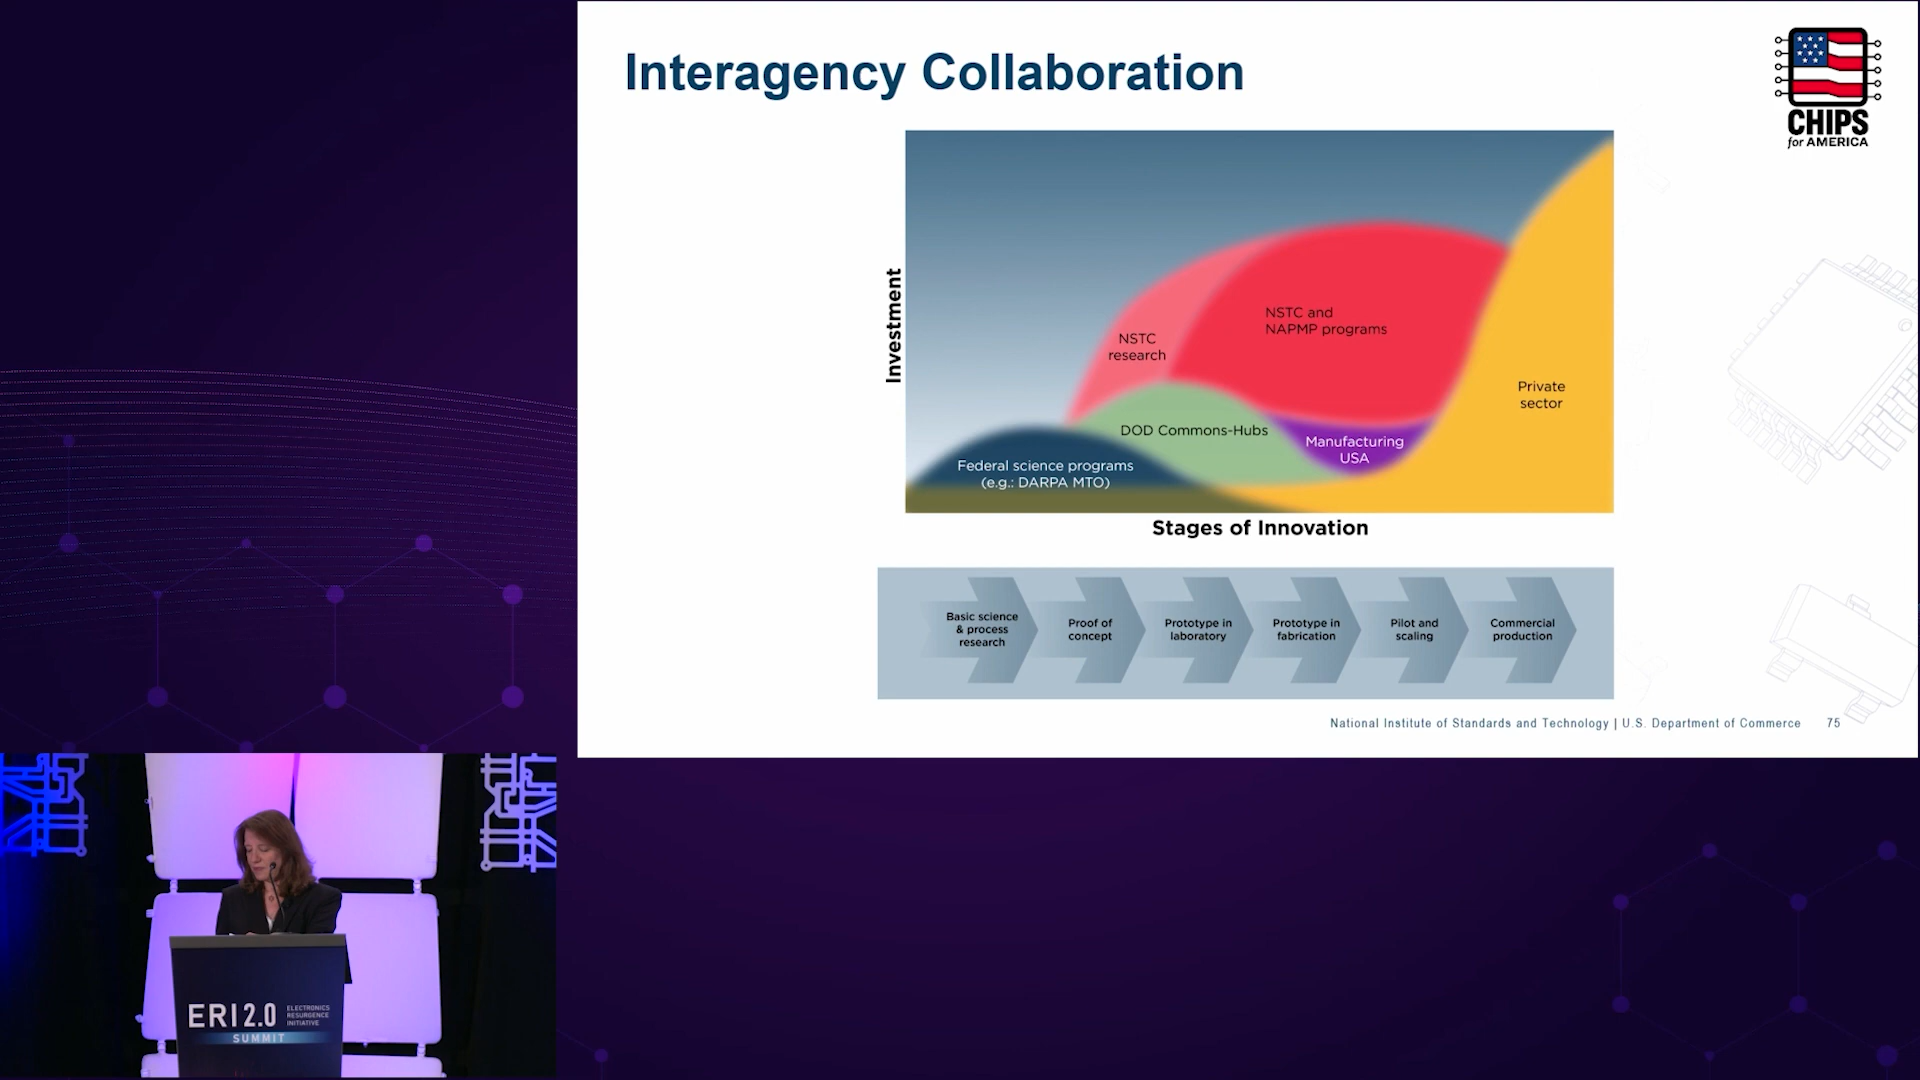 Interagency Collaboration
CHIPS
for AMERICA
Investment
NSTC
research
NSTC and
NAPMP programs
Private
sector
DOD Commons-Hubs
Manufacturing
USA
Federal science programs
(e.g.: DARPA MTO)
Stages of Innovation
Basic science
& process
research
Proof of
concept
Prototype in
laboratory
Prototype in
fabrication
Pilot and
scaling
Commercial
production
National Institute of Standards and Technology | U.S. Department of Commerce 75
ERI 2.0
ELECTRONICS
RESURGENCE
INITIATIVE
SUMMIT